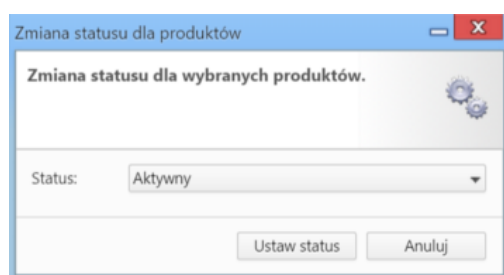 Zmiana statusu dla produktów
Zmiana statusu dla wybranych produktów.
Status: Aktywny
Ustaw status Anuluj